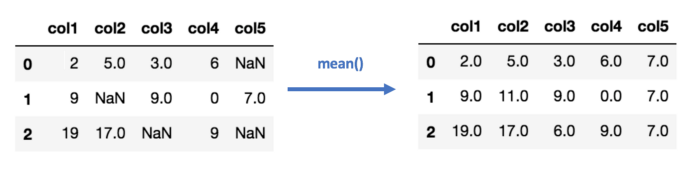 col1 col2 col3 col4 col5
0 2 5.0 3.0 6 NaN
1 9 NaN 9.0 0 7.0
2 19 17.0 NaN 9 NaN
mean()
col1 col2 col3 col4 col5
0 2.0 5.0 3.0 6.0 7.0
1 9.0 11.0 9.0 0.0 7.0
2 19.0 17.0 6.0 9.0 7.0